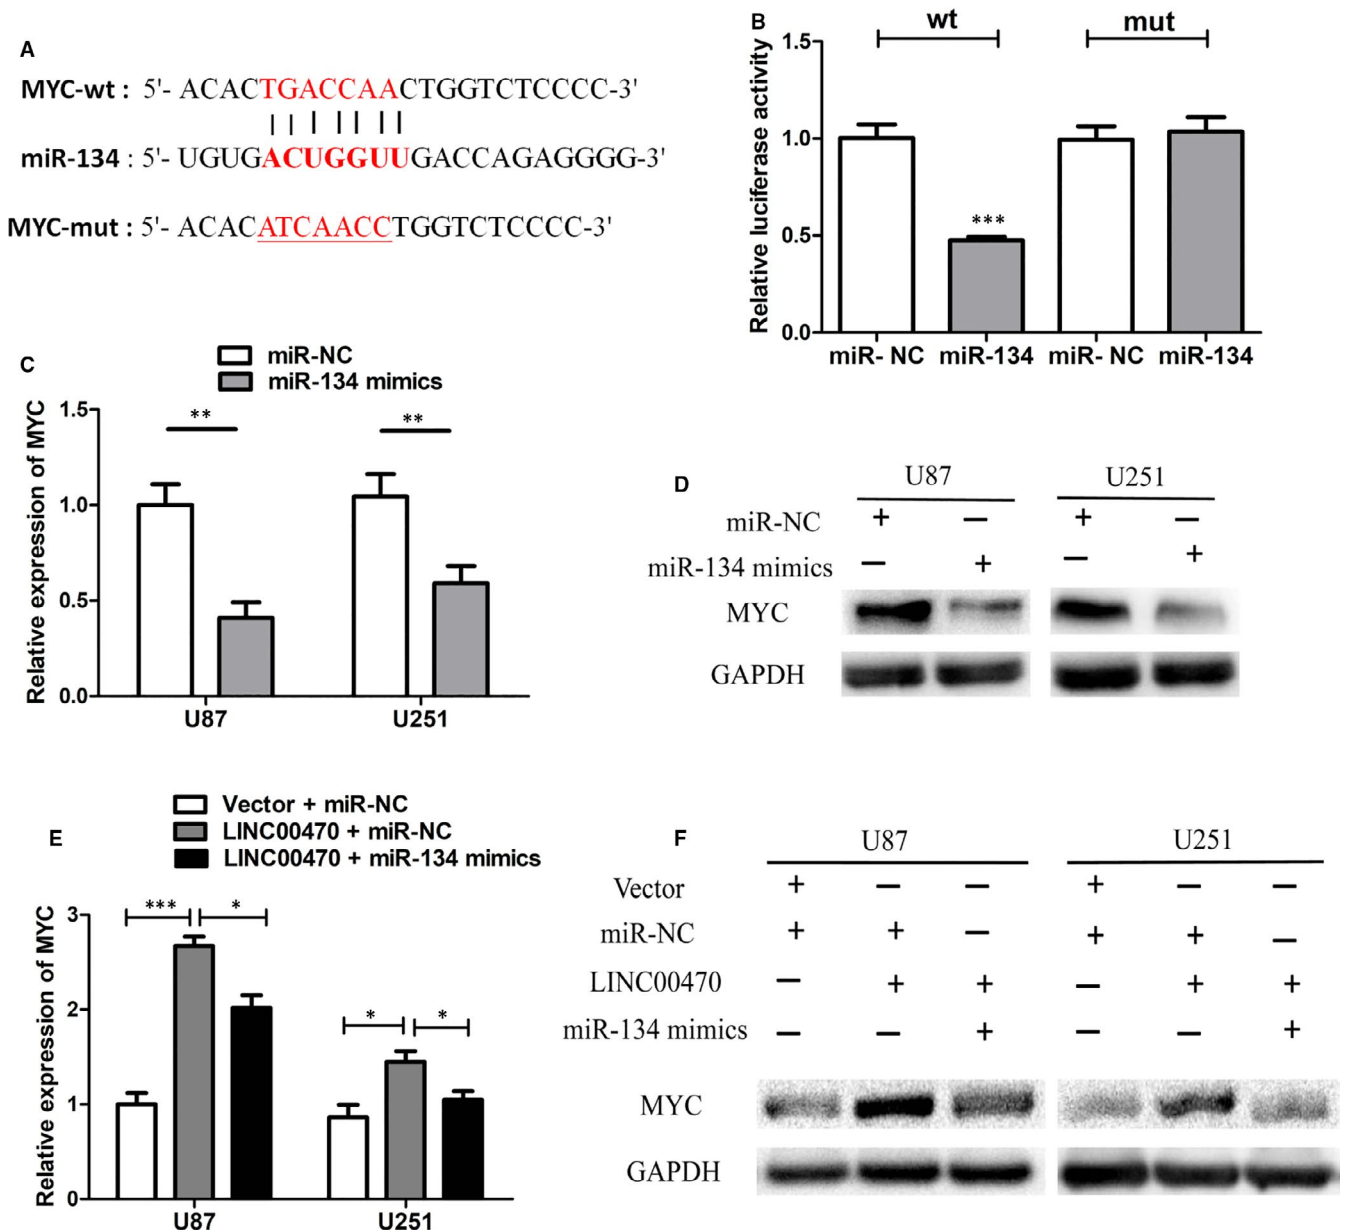 A
MYC-wt : 5'- ACACTGACCAACTGGTCTCCCC-3'
miR-134 : 5'- UGUGACUGGUUGACCAGAGGGG-3'
MYC-mut : 5'- ACACATCAACCTGGTCTCCCC-3'
B
wt mut
Relative luciferase activity
1.5
1.0
0.5
0.0
***
miR- NC miR-134 miR- NC miR-134
C
miR-NC
miR-134 mimics
Relative expression of MYC
1.5
1.0
0.5
0.0
** **
U87 U251
D
U87 U251
miR-NC + − + −
miR-134 mimics − + − +
MYC
GAPDH
E
Vector + miR-NC
LINC00470 + miR-NC
LINC00470 + miR-134 mimics
Relative expression of MYC
3
2
1
0
*** * * *
U87 U251
F
U87 U251
Vector + − − + − −
miR-NC + + − + + −
LINC00470 − + + − + +
miR-134 mimics − − + − − +
MYC
GAPDH